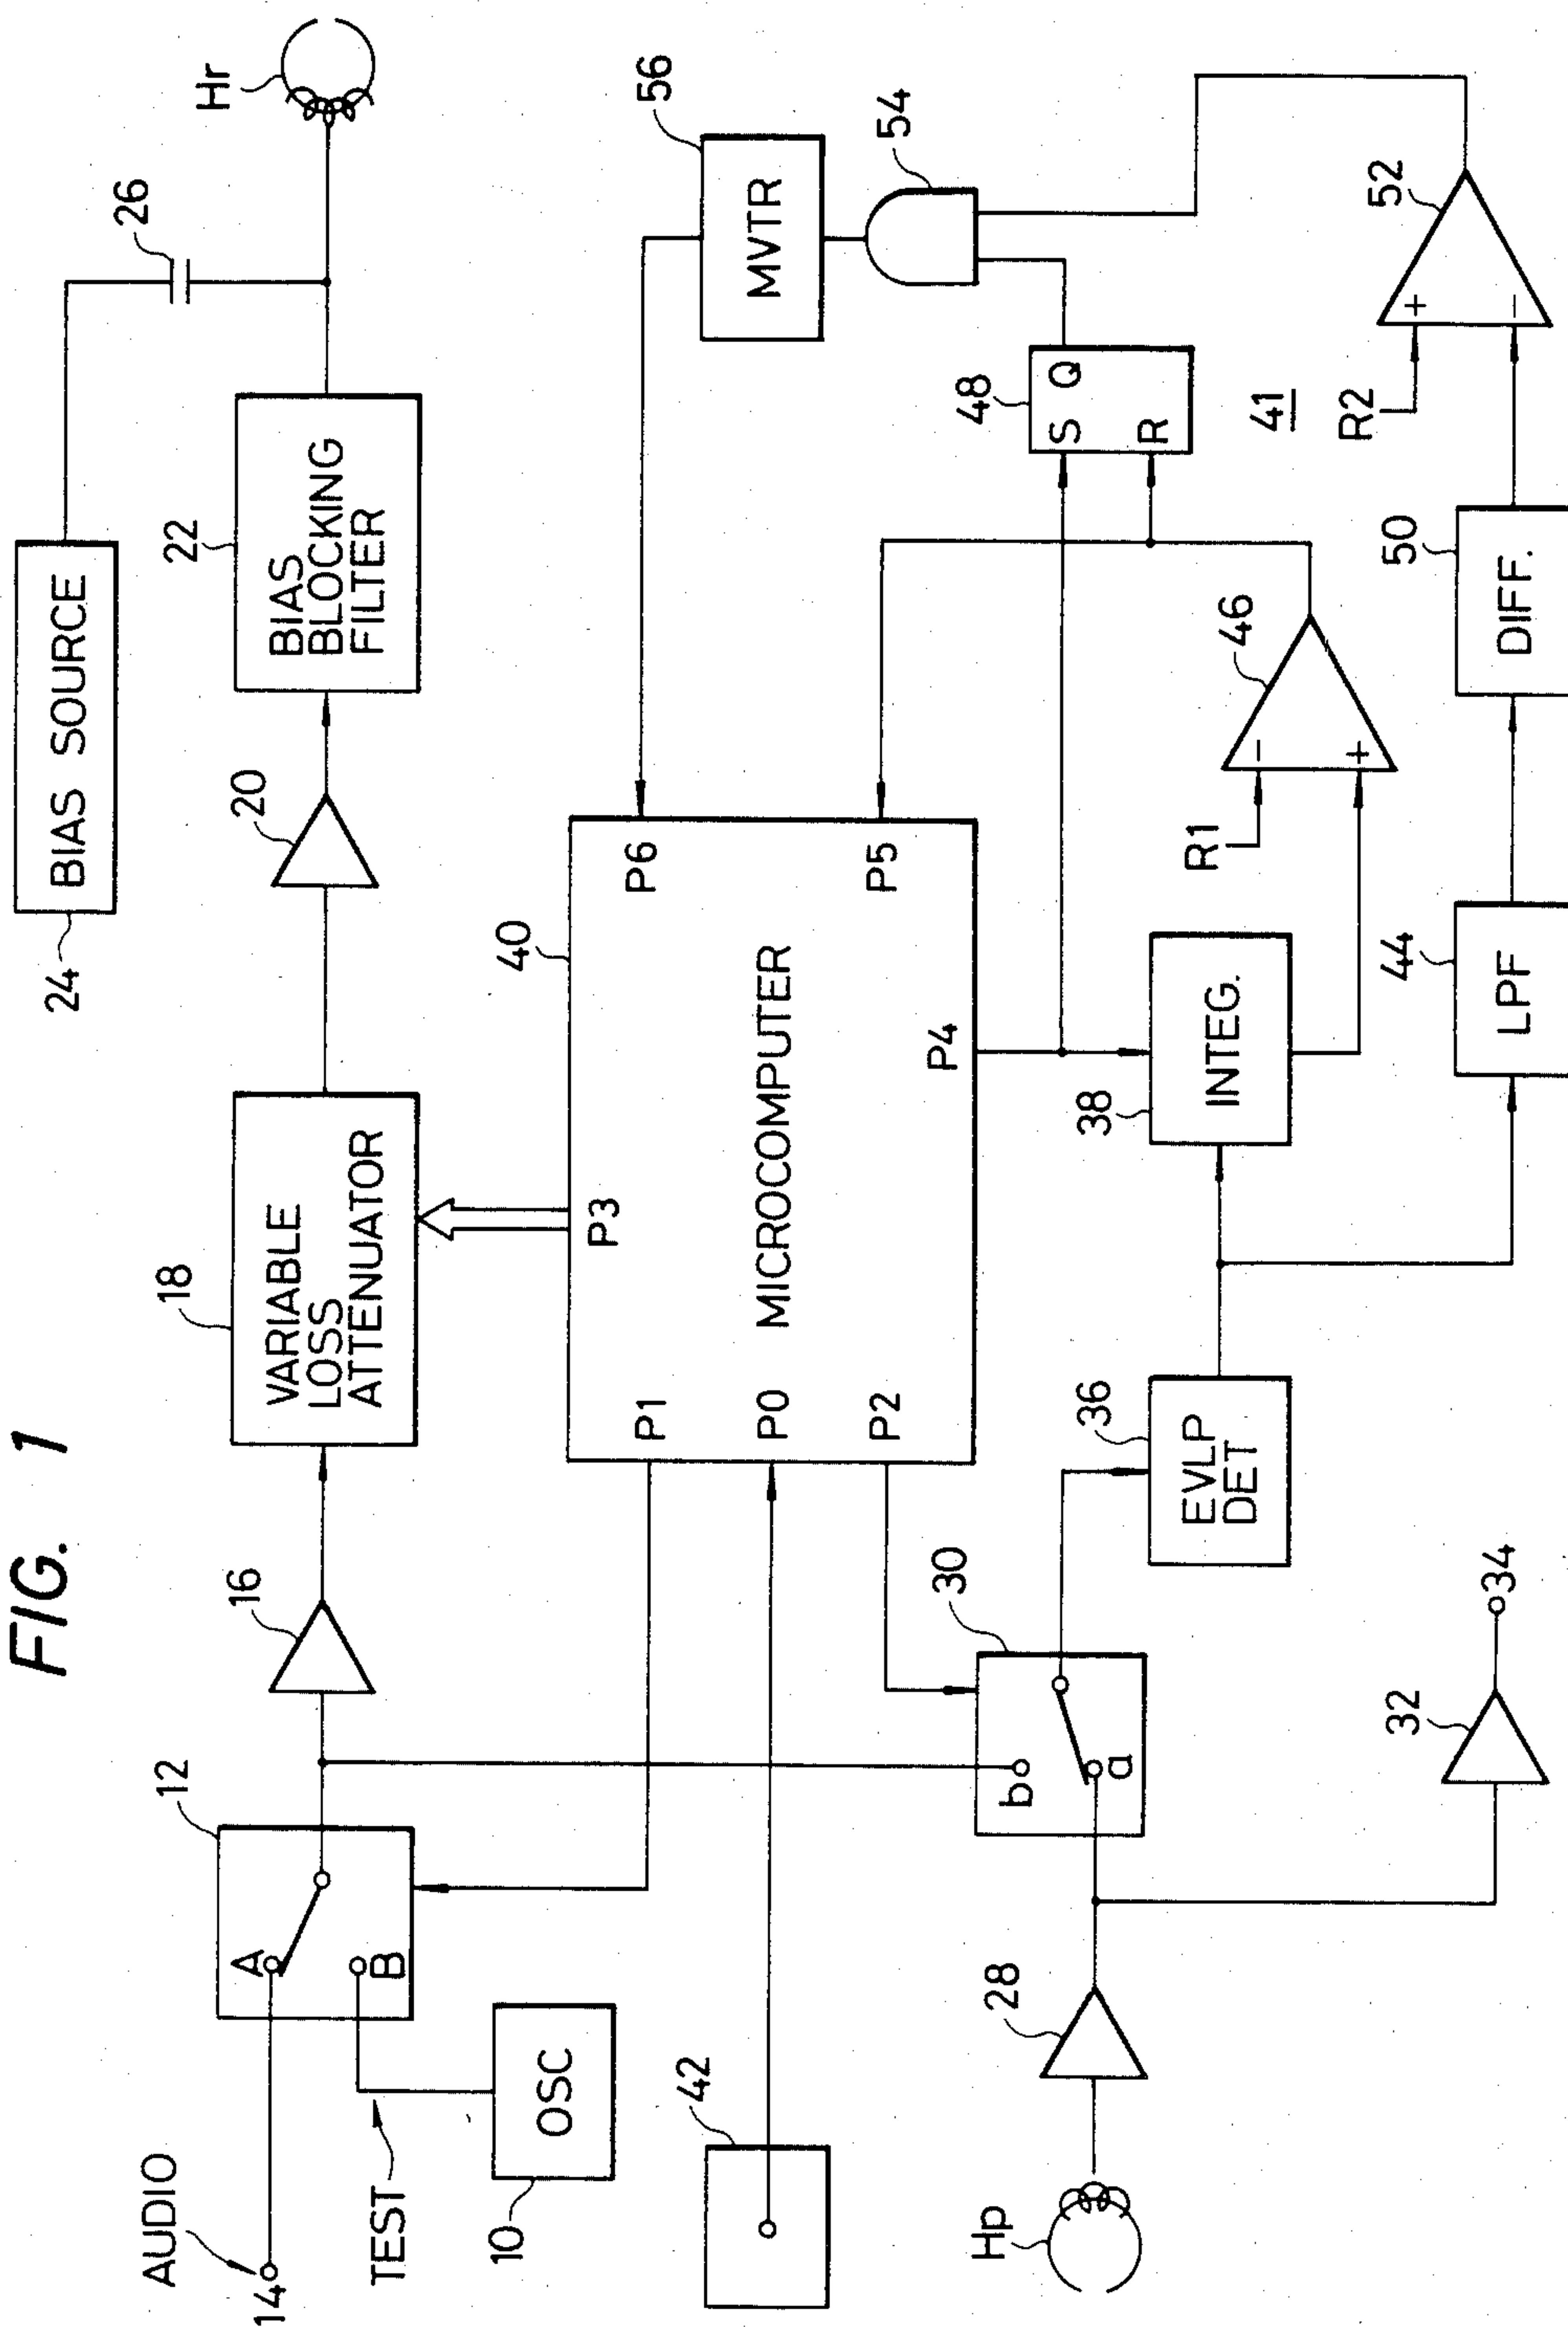 FIG. 1
24
BIAS SOURCE
26
Hr
AUDIO
14
TEST
A
B
12
16
18
VARIABLE
LOSS
ATTENUATOR
20
22
BIAS
BLOCKING
FILTER
10
OSC
42
P1
P0
P2
P3
40
MICROCOMPUTER
P4
P5
P6
56
MVTR
54
48
S
Q
R
41
Hp
28
30
b
a
36
EVLP
DET
38
INTEG.
R1
-
+
46
32
34
44
LPF
50
DIFF.
R2
+
-
52